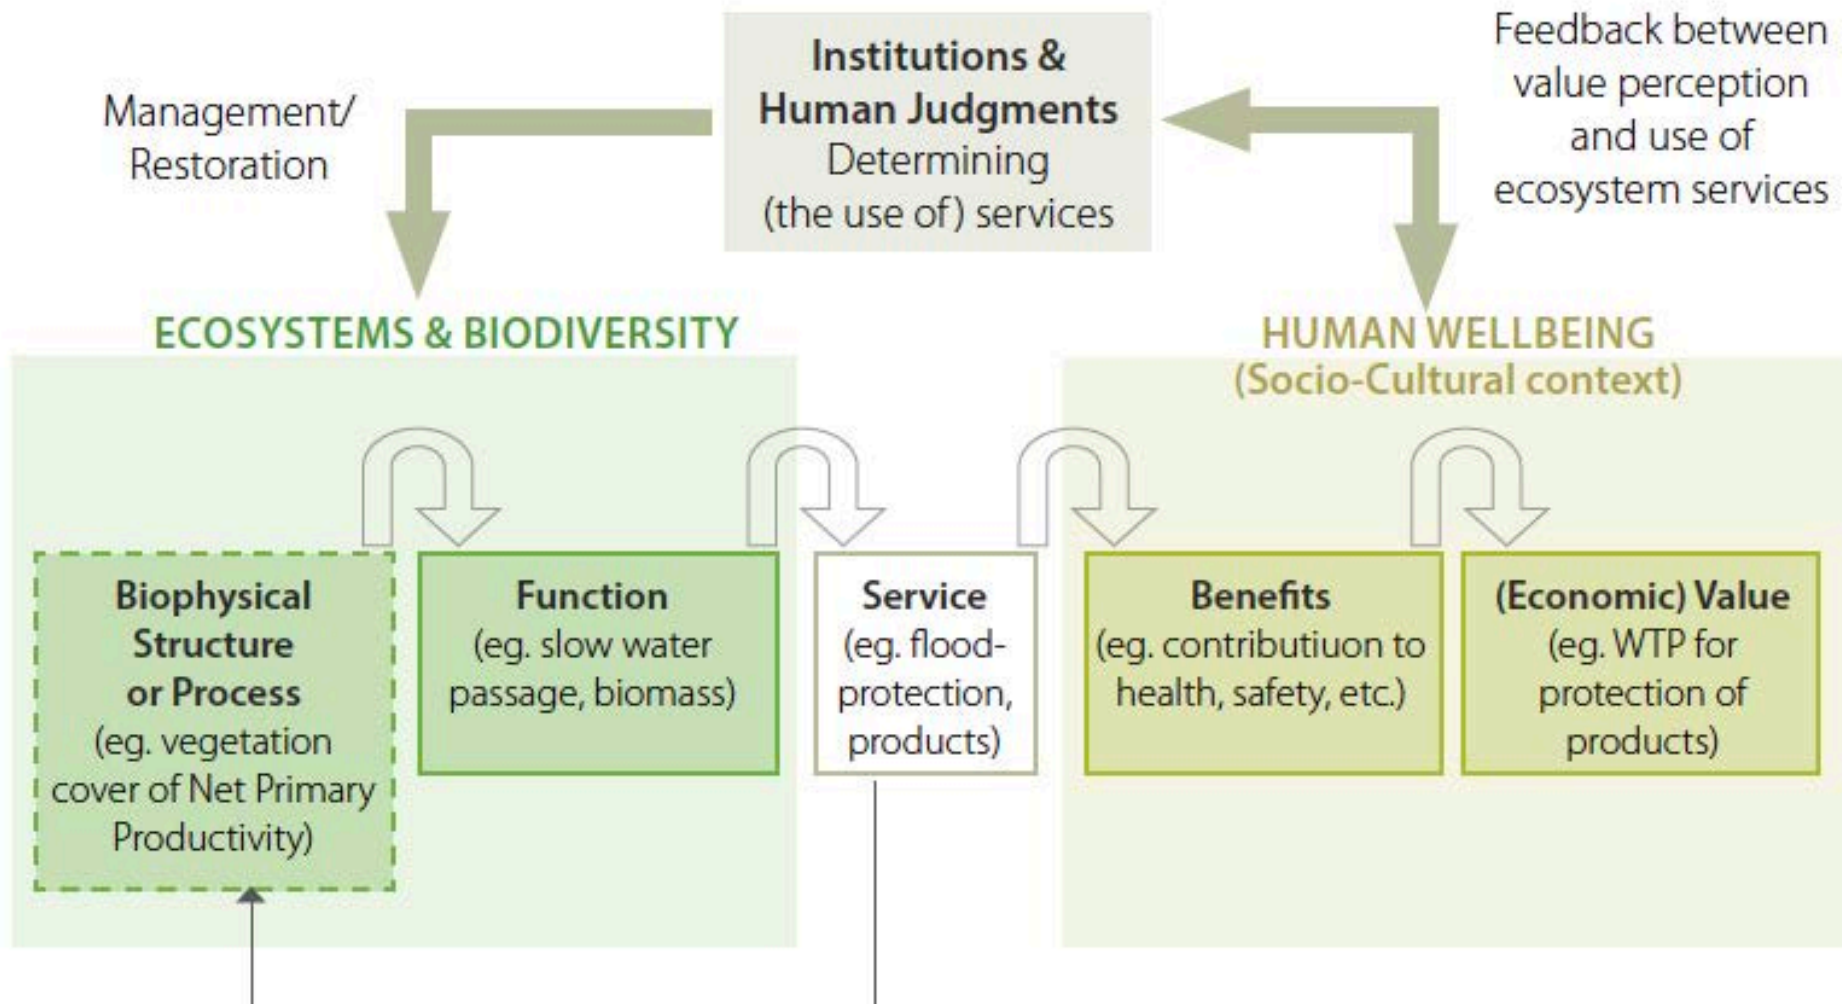 Management/
Restoration
Institutions &
Human Judgments
Determining
(the use of) services
Feedback between
value perception
and use of
ecosystem services
ECOSYSTEMS & BIODIVERSITY
HUMAN WELLBEING
(Socio-Cultural context)
Biophysical
Structure
or Process
(eg. vegetation
cover of Net Primary
Productivity)
Function
(eg. slow water
passage, biomass)
Service
(eg. flood-
protection,
products)
Benefits
(eg. contributiuon to
health, safety, etc.)
(Economic) Value
(eg. WTP for
protection of
products)